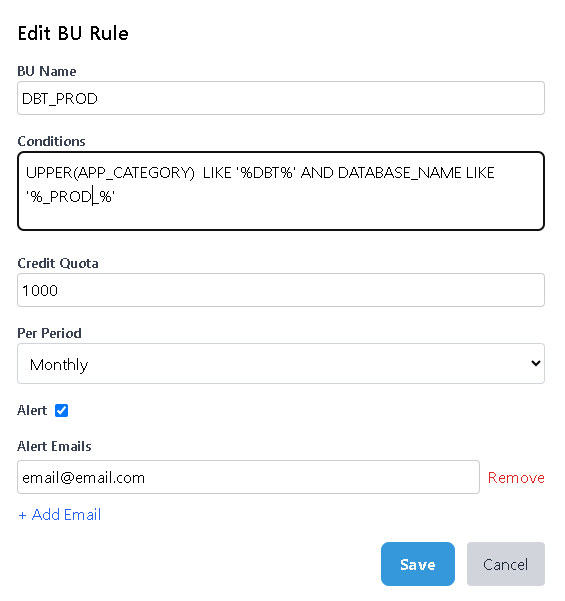 Edit BU Rule
BU Name
DBT_PROD
Conditions
UPPER(APP_CATEGORY)  LIKE '%DBT%' AND DATABASE_NAME LIKE
'%_PROD_%'
Credit Quota
1000
Per Period
Monthly
Alert
Alert Emails
email@email.com Remove
+ Add Email
Save Cancel